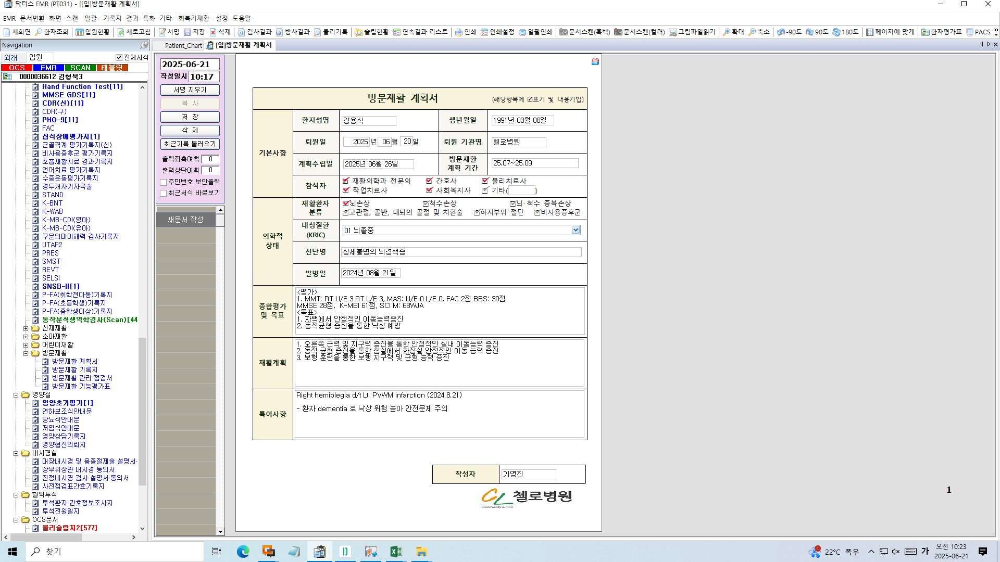 닥터스 EMR (PT031) - [[입]방문재활 계획서]
EMR 문서변환 화면 스캔 일괄 기록지 결과 특화 기타 회복기재활 설정 도움말
새화면 환자조회 입원현황 새로고침 서명 저장 삭제 검사결과 방사결과 물리기록 슬립현황 연속결과 리스트 인쇄 인쇄설정 일괄인쇄 문서스캔(흑백) 문서스캔(컬러) 그림파일읽기 확대 축소 -90도 90도 180도 페이지에 맞게 환자평가표 PACS
Navigation
Patient_Chart [입]방문재활 계획서
외래 입원 전체서식
OCS EMR SCAN 태블릿
0000036612 김형묵3
Hand Function Test[11]
MMSE GDS[11]
CDR(신)[11]
CDR(구)
PHQ-9[11]
FAC
섭식장애평가지[1]
근골격계 평가기록지(신)
비사용증후군 평가기록지
호흡재활치료 경과기록지
언어치료 평가기록지
수중운동평가기록지
경두개자기자극술
STAND
K-BNT
K-WAB
K-MB-CDI(영아)
K-MB-CDI(유아)
구문의미이해력 검사기록지
UTAP2
PRES
SMST
REVT
SELSI
SNSB-II[1]
P-FA(취학전아동)기록지
P-FA(초등학생)기록지
P-FA(중학생이상)기록지
동작분석생역학검사(Scan)[44
산재재활
소아재활
어린이재활
방문재활
방문재활 계획서
방문재활 기록지
방문재활 관리 점검서
방문재활 기능평가표
영양실
영양초기평가[1]
연하보조식안내문
당뇨식안내문
저염식안내문
영양상담기록지
영양협진의뢰지
내시경실
대장내시경 및 용종절제술 설명서·
상부위장관 내시경 동의서
진정내시경 검사 설명서·동의서
사전점검표간호기록지
혈액투석
투석환자 간호정보조사지
투석전원일지
OCS문서
물리슬립지2[577]
2025-06-21
작성일시 10:17
서명 지우기
복 사
저 장
삭 제
최근기록 불러오기
출력좌측여백 0
출력상단여백 0
주민번호 보안출력
최근서식 바로보기
새문서 작성
방문재활 계획서 (해당항목에 ☑표기 및 내용기입)
기본사항
환자성명 강용식 생년월일 1991년 03월 08일
퇴원일 2025 년 06 월 20 일 퇴원 기관명 첼로병원
계획수립일 2025년 06월 26일 방문재활 계획 기간 25.07~25.09
참석자 재활의학과 전문의 간호사 물리치료사
작업치료사 사회복지사 기타( )
의학적 상태
재활환자 분류 뇌손상 척수손상 뇌·척수 중복손상
고관절, 골반, 대퇴의 골절 및 치환술 하지부위 절단 비사용증후군
대상질환 (KRIC) 01 뇌졸중
진단명 상세불명의 뇌경색증
발병일 2024년 08월 21일
종합평가 및 목표
<평가>
1. MMT: RT U/E 3 RT L/E 3, MAS: U/E 0 L/E 0, FAC 2점 BBS: 30점
MMSE 28점, K-MBI 61점, SCI M: 68WJA
<목표>
1. 자택에서 안정적인 이동능력증진
2. 동적균형 증진을 통한 낙상 예방
재활계획
1. 오른쪽 근력 및 지구력 증진을 통한 안정적인 실내 이동능력 증진
2. 동적 균형 증진을 통한 침실에서 화장실 안정적인 이동 능력 증진
3. 보행 훈련을 통한 보행 지구력 및 균형 능력 증진
특이사항
Right hemiplegia d/t Lt. PVWM infarction (2024.8.21)
- 환자 dementia 로 낙상 위험 높아 안전문제 주의
작성자 기영진
CL 첼로병원
community & love
1
찾기
22°C 폭우
가
오전 10:23
2025-06-21